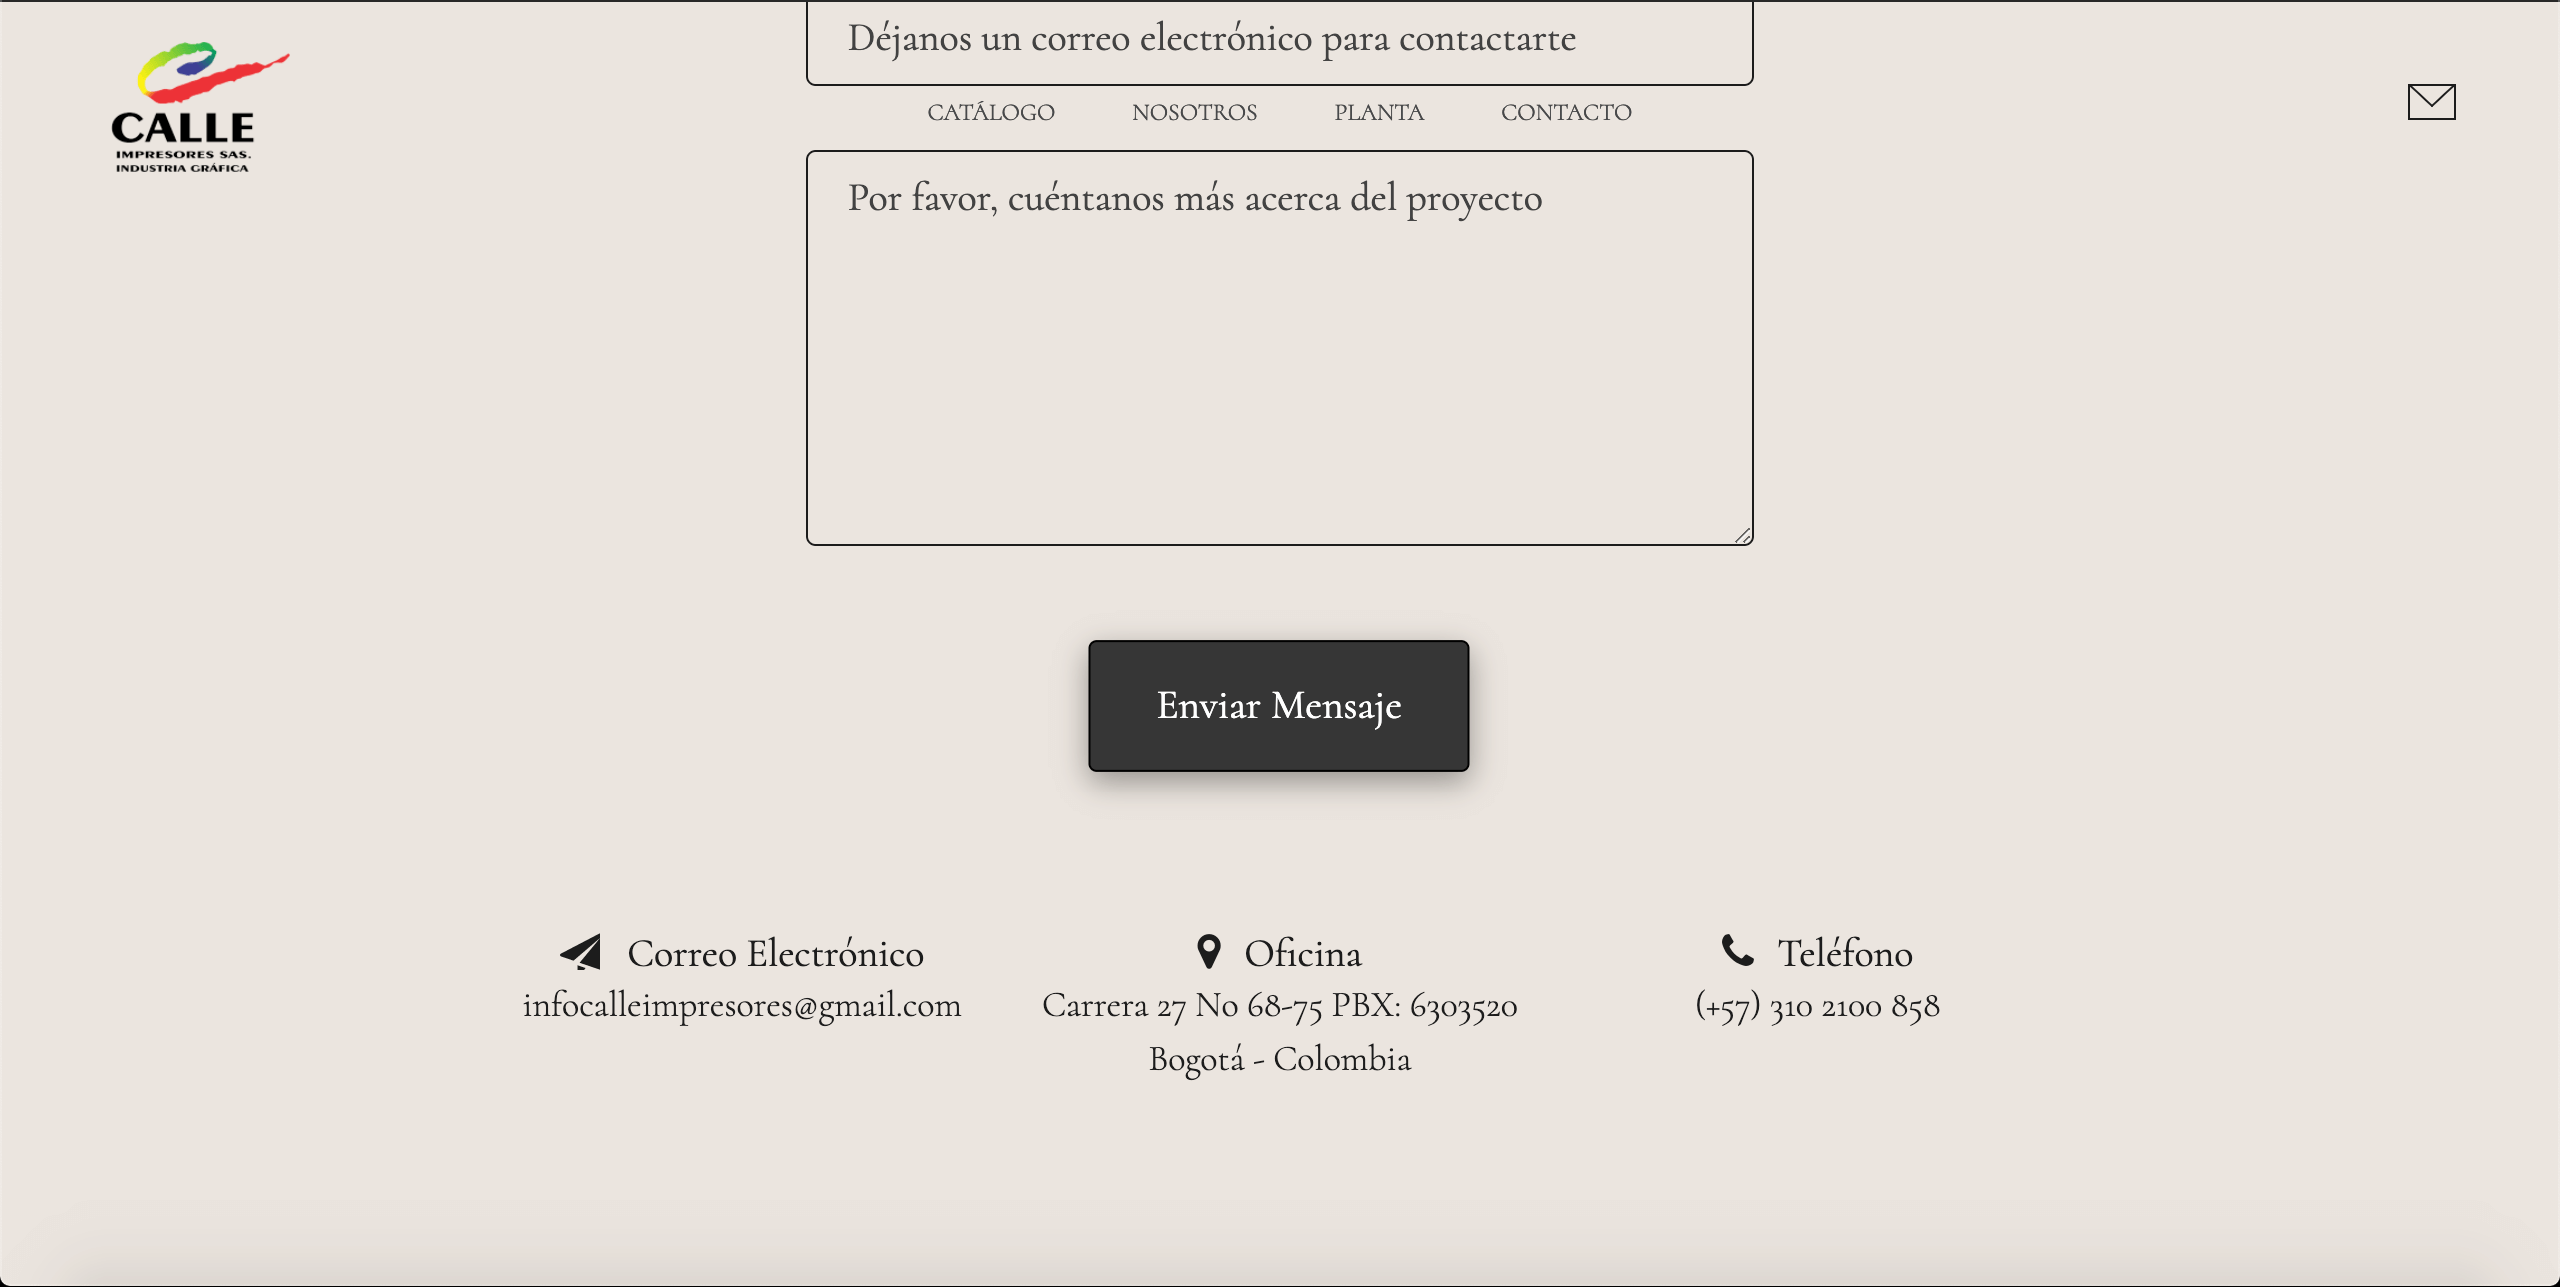 Déjanos un correo electrónico para contactarte
CALLE
IMPRESORES SAS.
INDUSTRIA GRÁFICA
CATÁLOGO NOSOTROS PLANTA CONTACTO
Por favor, cuéntanos más acerca del proyecto
Enviar Mensaje
Correo Electrónico
infocalleimpresores@gmail.com
Oficina
Carrera 27 No 68-75 PBX: 6303520
Bogotá - Colombia
Teléfono
(+57) 310 2100 858